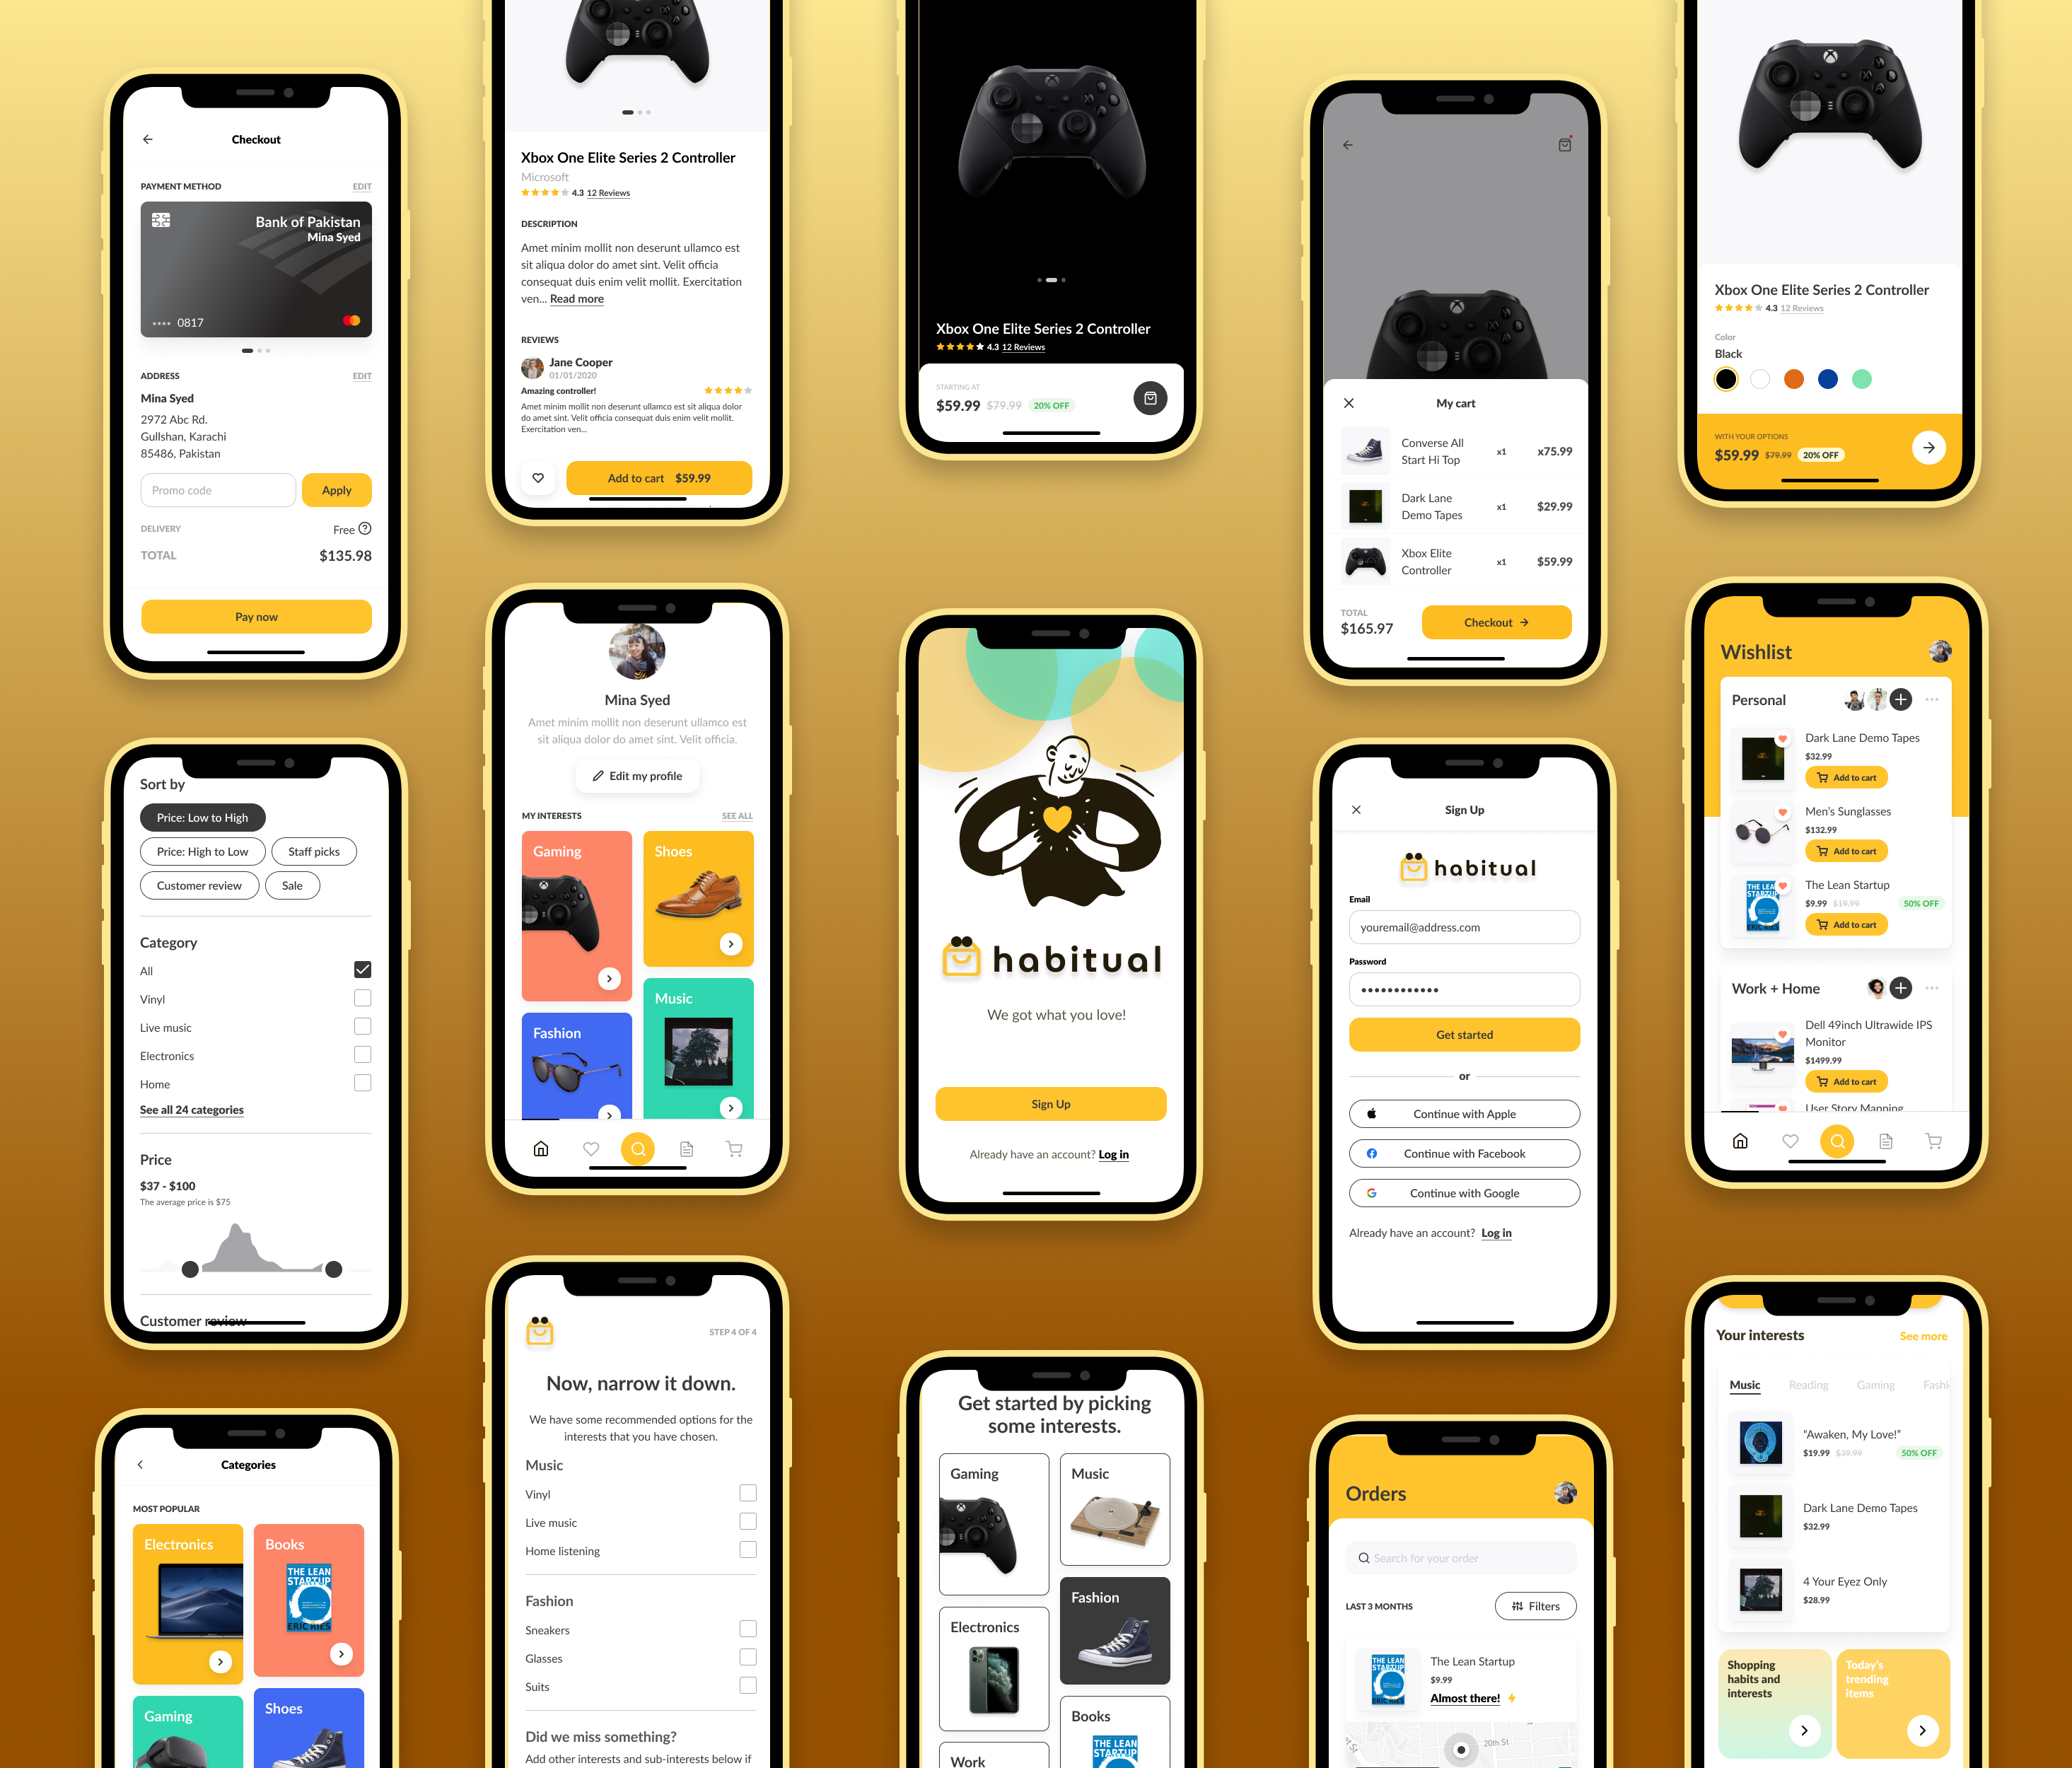 Checkout
PAYMENT METHOD
EDIT
Bank of Pakistan
Mina Syed
**** 0817
ADDRESS
EDIT
Mina Syed
2972 Abc Rd.
Gullshan, Karachi
85486, Pakistan
Promo code
Apply
DELIVERY
Free
TOTAL
$135.98
Pay now
Sort by
Price: Low to High
Price: High to Low
Staff picks
Customer review
Sale
Category
All
Vinyl
Live music
Electronics
Home
See all 24 categories
Price
$37 - $100
The average price is $75
Customer review
Categories
MOST POPULAR
Electronics
Books
THE LEAN
STARTUP
ERIC RIES
Gaming
Shoes
Xbox One Elite Series 2 Controller
Microsoft
4.3 12 Reviews
DESCRIPTION
Amet minim mollit non deserunt ullamco est
sit aliqua dolor do amet sint. Velit officia
consequat duis enim velit mollit. Exercitation
ven... Read more
REVIEWS
Jane Cooper
01/01/2020
Amazing controller!
Amet minim mollit non deserunt ullamco est sit aliqua dolor
do amet sint. Velit officia consequat duis enim velit mollit.
Exercitation ven...
Add to cart $59.99
Mina Syed
Amet minim mollit non deserunt ullamco est
sit aliqua dolor do amet sint. Velit officia.
Edit my profile
MY INTERESTS
SEE ALL
Gaming
Shoes
Fashion
Music
STEP 4 OF 4
Now, narrow it down.
We have some recommended options for the
interests that you have chosen.
Music
Vinyl
Live music
Home listening
Fashion
Sneakers
Glasses
Suits
Did we miss something?
Add other interests and sub-interests below if
Xbox One Elite Series 2 Controller
4.3 12 Reviews
STARTING AT
$59.99 $79.99 20% OFF
habitual
We got what you love!
Sign Up
Already have an account? Log in
Get started by picking
some interests.
Gaming
Music
Fashion
Electronics
Books
THE LEAN
STARTUP
Work
My cart
Converse All
Start Hi Top
x1
x75.99
Dark Lane
Demo Tapes
x1
$29.99
Xbox Elite
Controller
x1
$59.99
TOTAL
$165.97
Checkout
Sign Up
habitual
Email
youremail@address.com
Password
Get started
or
Continue with Apple
Continue with Facebook
Continue with Google
Already have an account? Log in
Orders
Search for your order
LAST 3 MONTHS
Filters
THE LEAN
STARTUP
ERIC RIES
The Lean Startup
$9.99
Almost there!
20th St
Xbox One Elite Series 2 Controller
4.3 12 Reviews
Color
Black
WITH YOUR OPTIONS
$59.99 $79.99 20% OFF
Wishlist
Personal
Dark Lane Demo Tapes
$32.99
Add to cart
Men's Sunglasses
$132.99
Add to cart
THE LEAN
STARTUP
ERIC RIES
The Lean Startup
$9.99 $19.99
50% OFF
Add to cart
Work + Home
Dell 49inch Ultrawide IPS
Monitor
$1499.99
Add to cart
User Story Mapping
Your interests
See more
Music
Reading
Gaming
Fashi
“Awaken, My Love!”
$19.99 $39.99
50% OFF
Dark Lane Demo Tapes
$32.99
4 Your Eyez Only
$28.99
Shopping
habits and
interests
Today's
trending
items